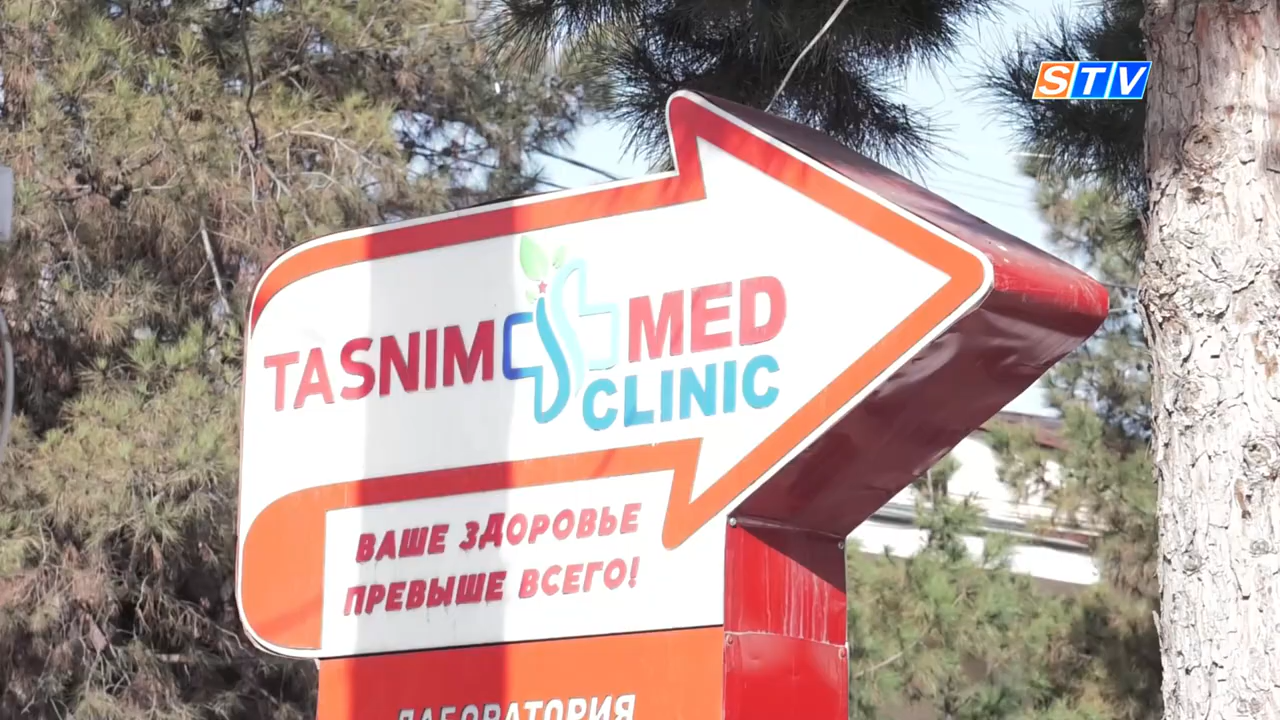 STV
TASNIM MED
CLINIC
ВАШЕ ЗДОРОВЬЕ
ПРЕВЫШЕ ВСЕГО!
ЛАБОРАТОРИЯ